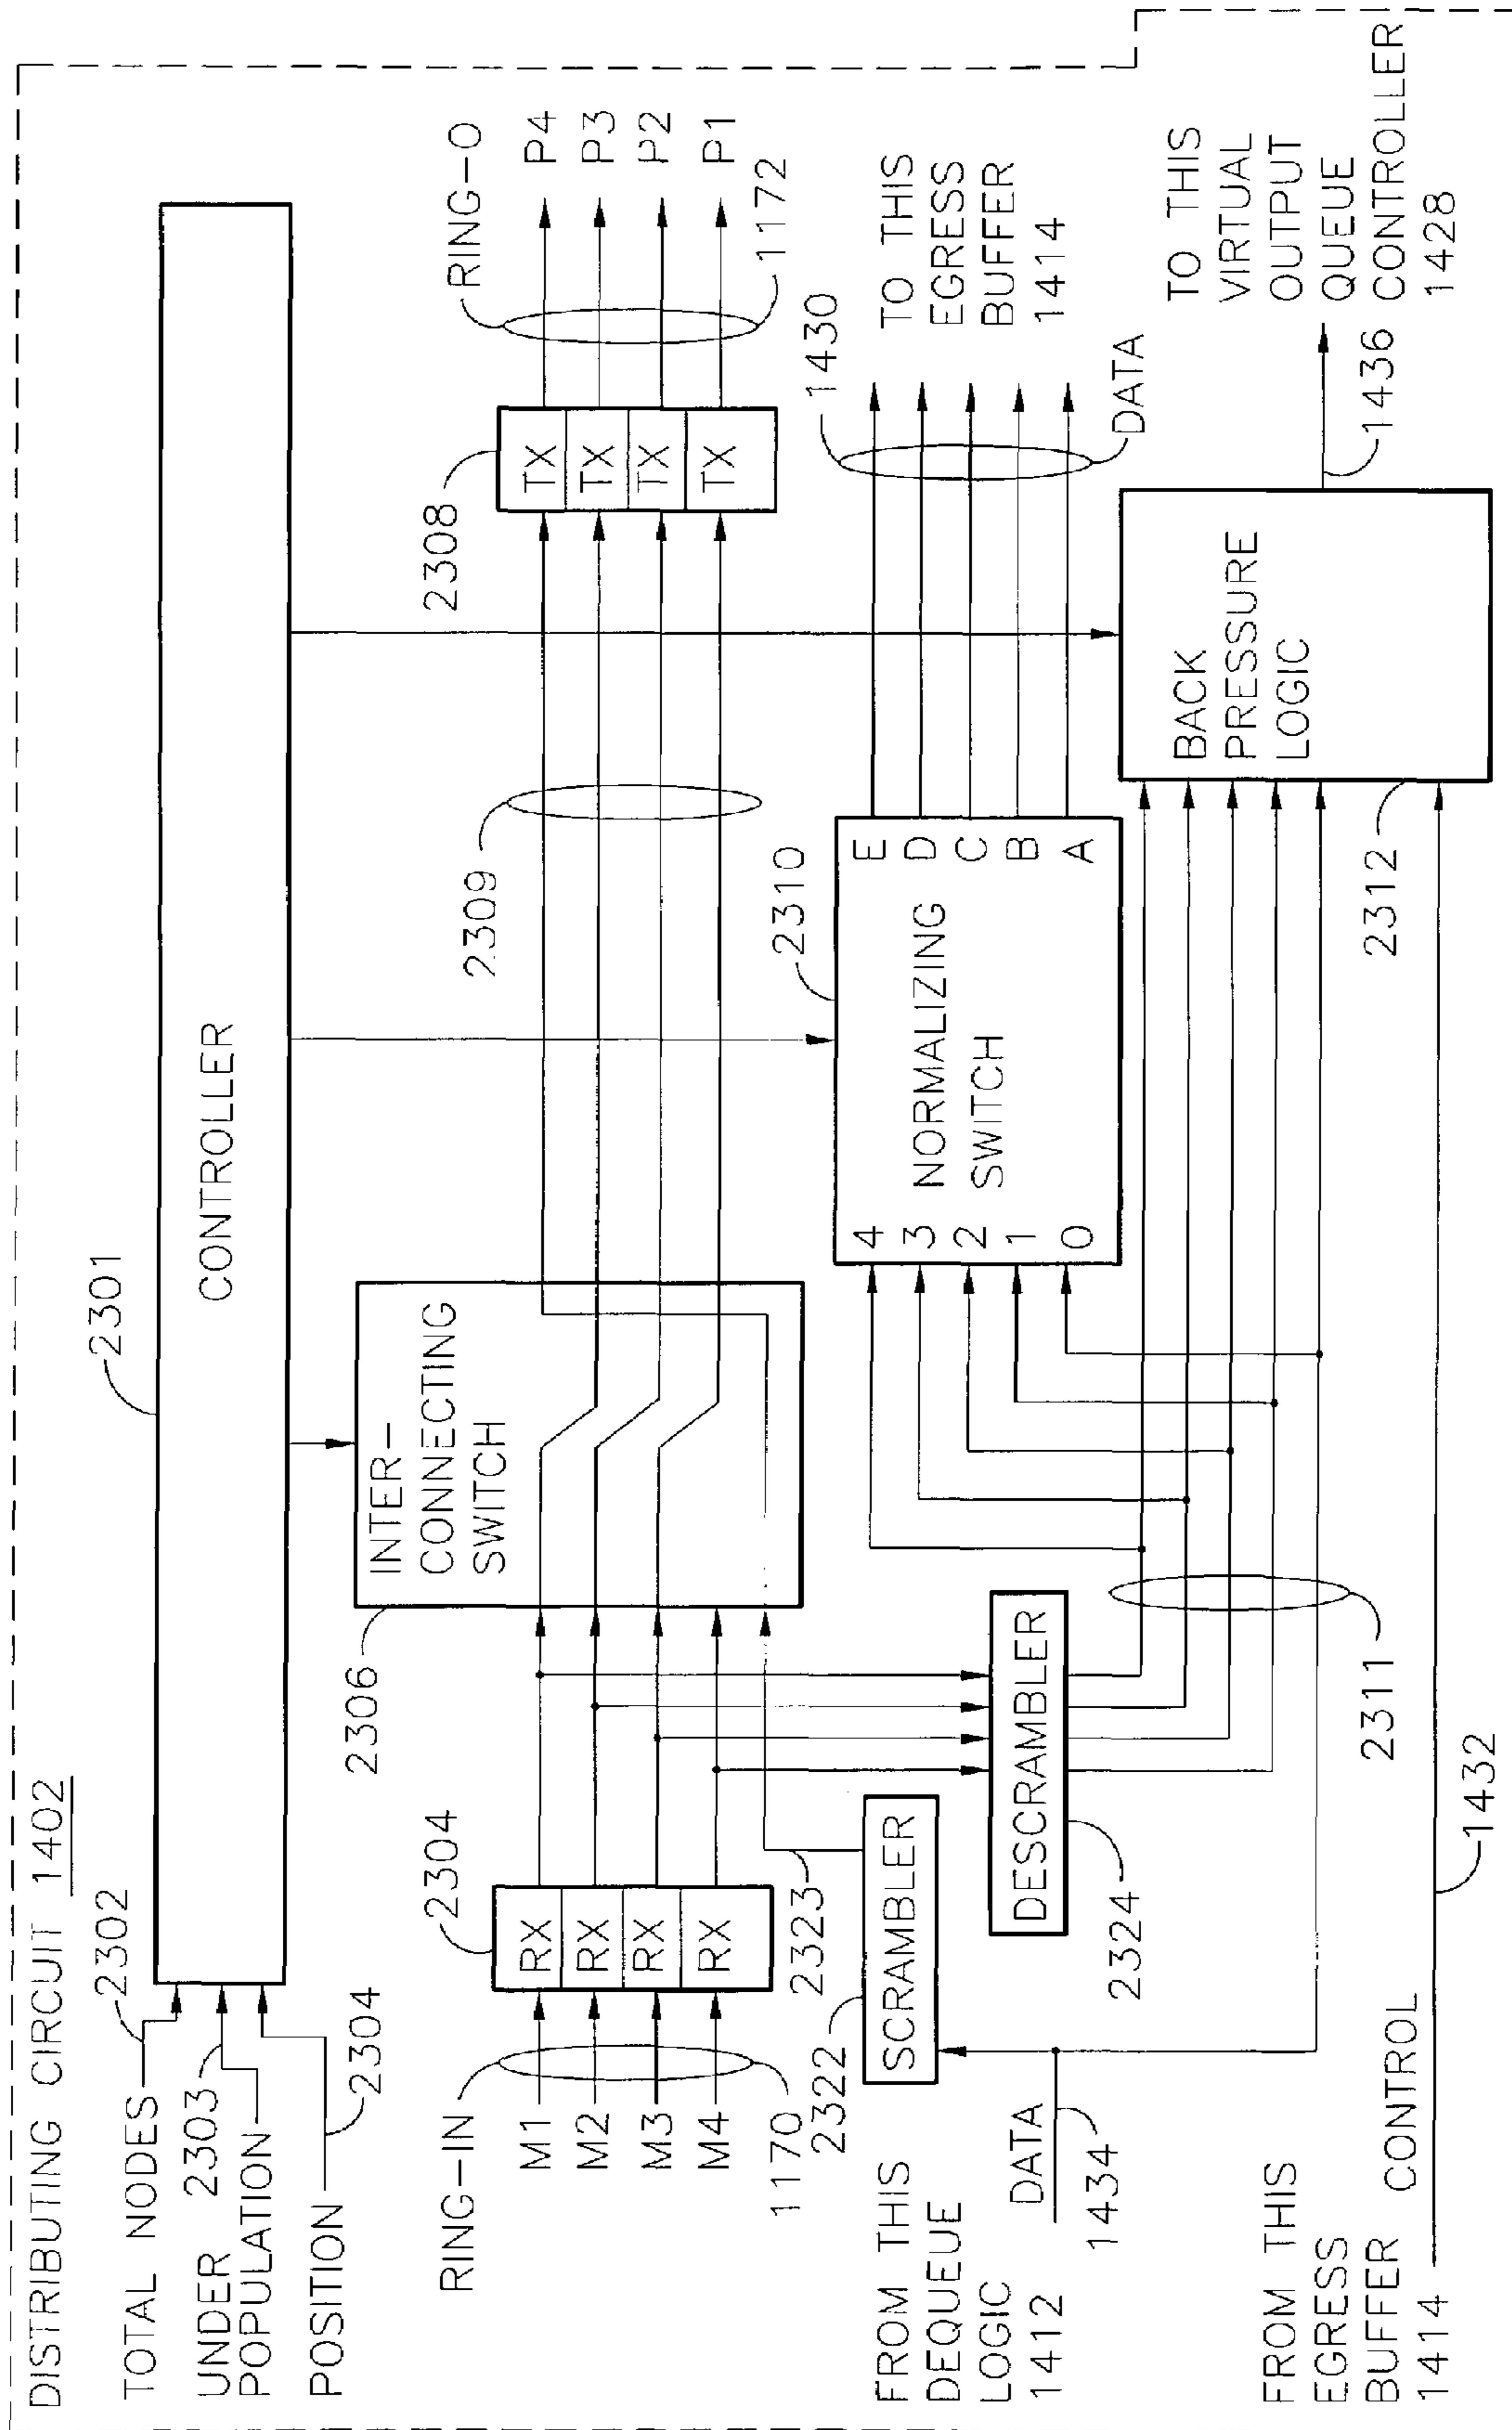 DISTRIBUTING CIRCUIT 1402
TOTAL NODES
2302
UNDER 2303
POPULATION
POSITION
2304
2301
CONTROLLER
RING-IN
M1
M2
M3
M4
1170
2304
RX
RX
RX
RX
2306
INTER-
CONNECTING
SWITCH
2309
2308
TX
TX
TX
TX
RING-O
P4
P3
P2
P1
1172
FROM THIS
DEQUEUE
LOGIC
1412
DATA
1434
2322
SCRAMBLER
2323
DESCRAMBLER
2324
2311
2310
4
3
2
1
0
NORMALIZING
SWITCH
E
D
C
B
A
1430
DATA
TO THIS
EGRESS
BUFFER
1414
FROM THIS
EGRESS
BUFFER
1414
CONTROL
1432
2312
BACK
PRESSURE
LOGIC
1436
TO THIS
VIRTUAL
OUTPUT
QUEUE
CONTROLLER
1428